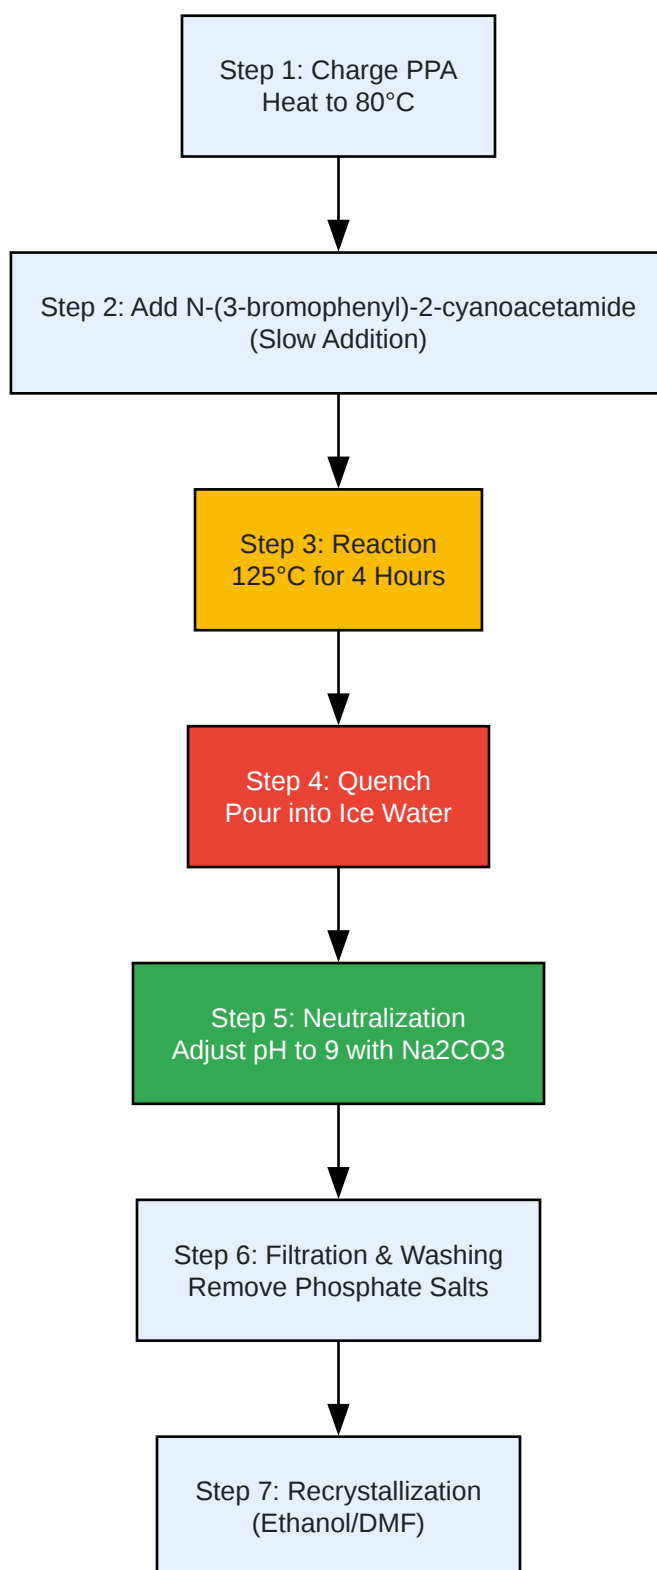 Step 1: Charge PPA
Heat to 80°C
Step 2: Add N-(3-bromophenyl)-2-cyanoacetamide
(Slow Addition)
Step 3: Reaction
125°C for 4 Hours
Step 4: Quench
Pour into Ice Water
Step 5: Neutralization
Adjust pH to 9 with Na2CO3
Step 6: Filtration & Washing
Remove Phosphate Salts
Step 7: Recrystallization
(Ethanol/DMF)